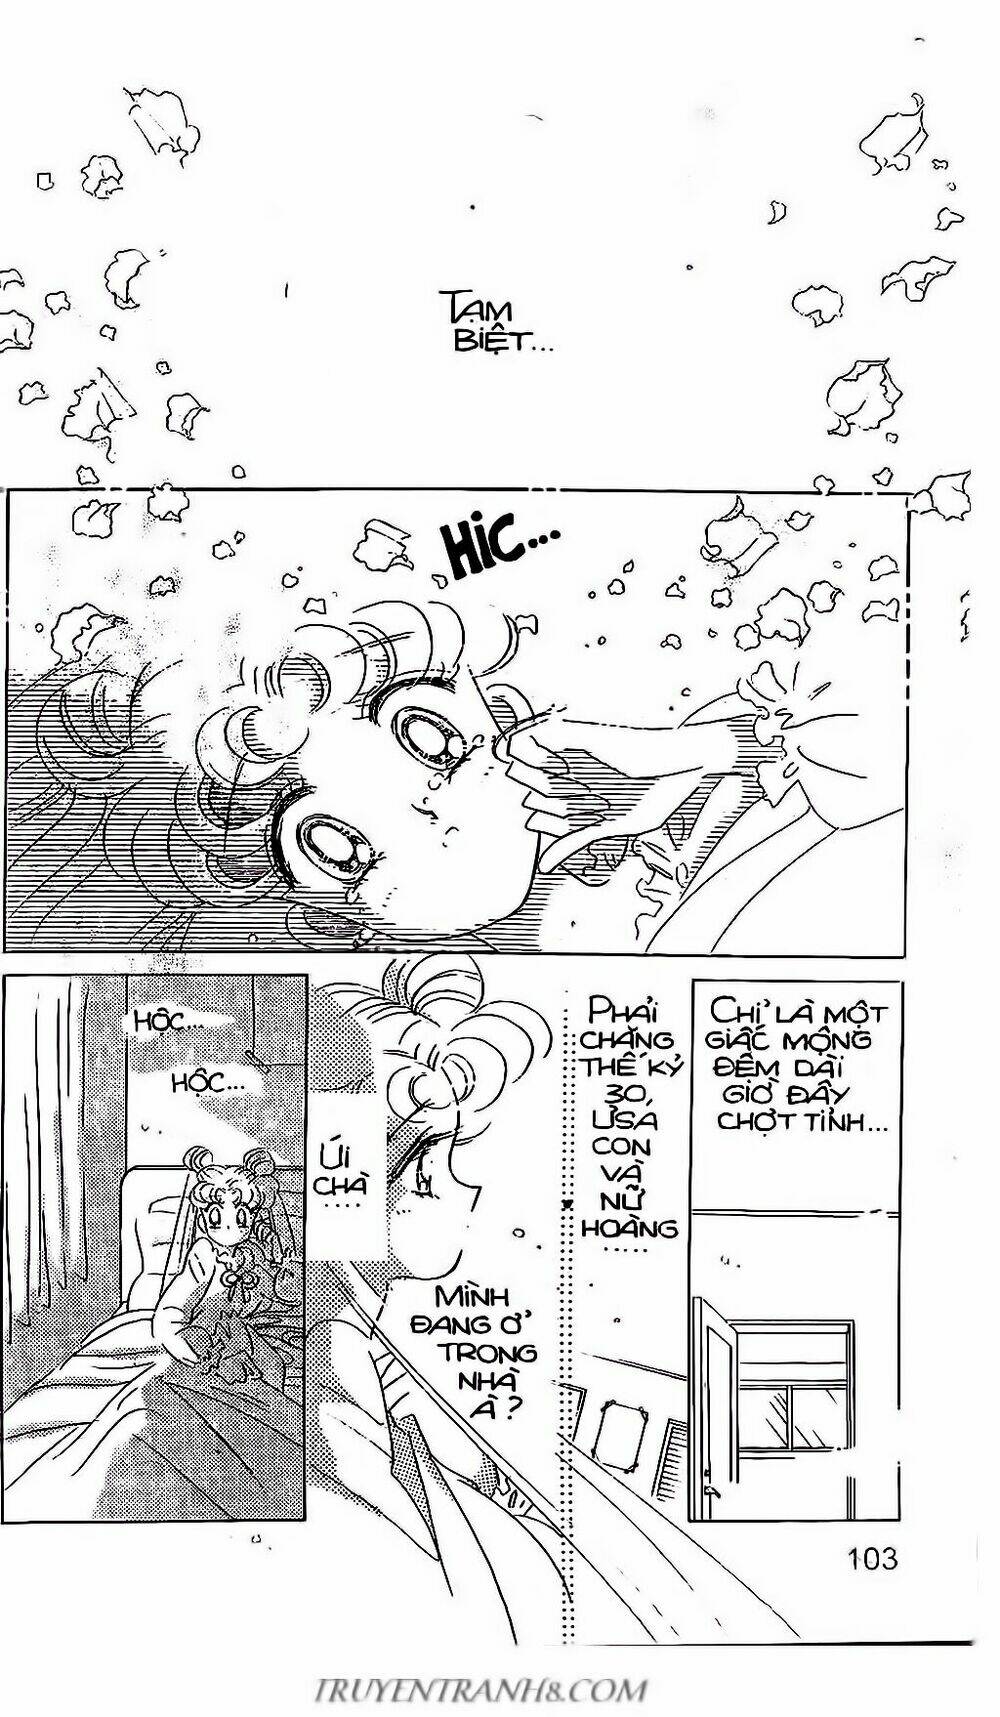 TẠM
BIỆT...
HIC...
CHỈ LÀ MỘT
GIẤC MỘNG
ĐÊM DÀI
GIỜ ĐÂY
CHỢT TỈNH...
PHẢI
CHĂNG
THẾ KỶ
30,
USA
CON
VÀ
NỮ
HOÀNG
.....
MÌNH
ĐANG Ở
TRONG
NHÀ
À?
ÚI
CHÀ
.....
HỘC...
HỘC...
103
TRUYENTRANH8.COM